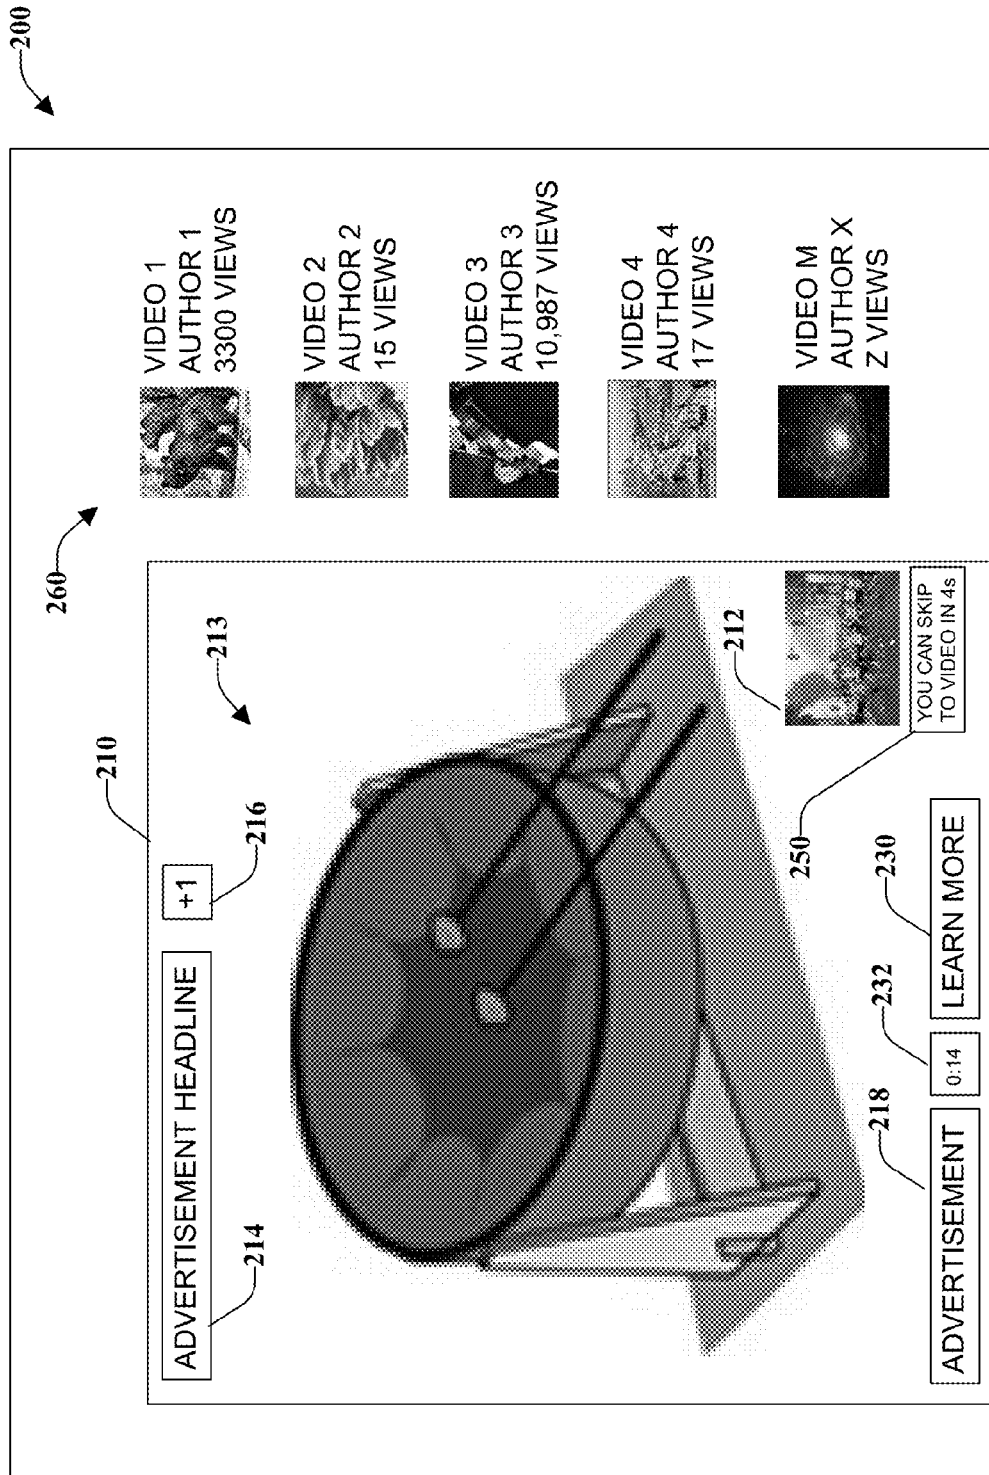 200
260
210
213
ADVERTISEMENT HEADLINE
+1
216
214
VIDEO 1
AUTHOR 1
3300 VIEWS
VIDEO 2
AUTHOR 2
15 VIEWS
VIDEO 3
AUTHOR 3
10,987 VIEWS
VIDEO 4
AUTHOR 4
17 VIEWS
VIDEO M
AUTHOR X
Z VIEWS
212
YOU CAN SKIP
TO VIDEO IN 4s
250
218
232
230
ADVERTISEMENT
0:14
LEARN MORE